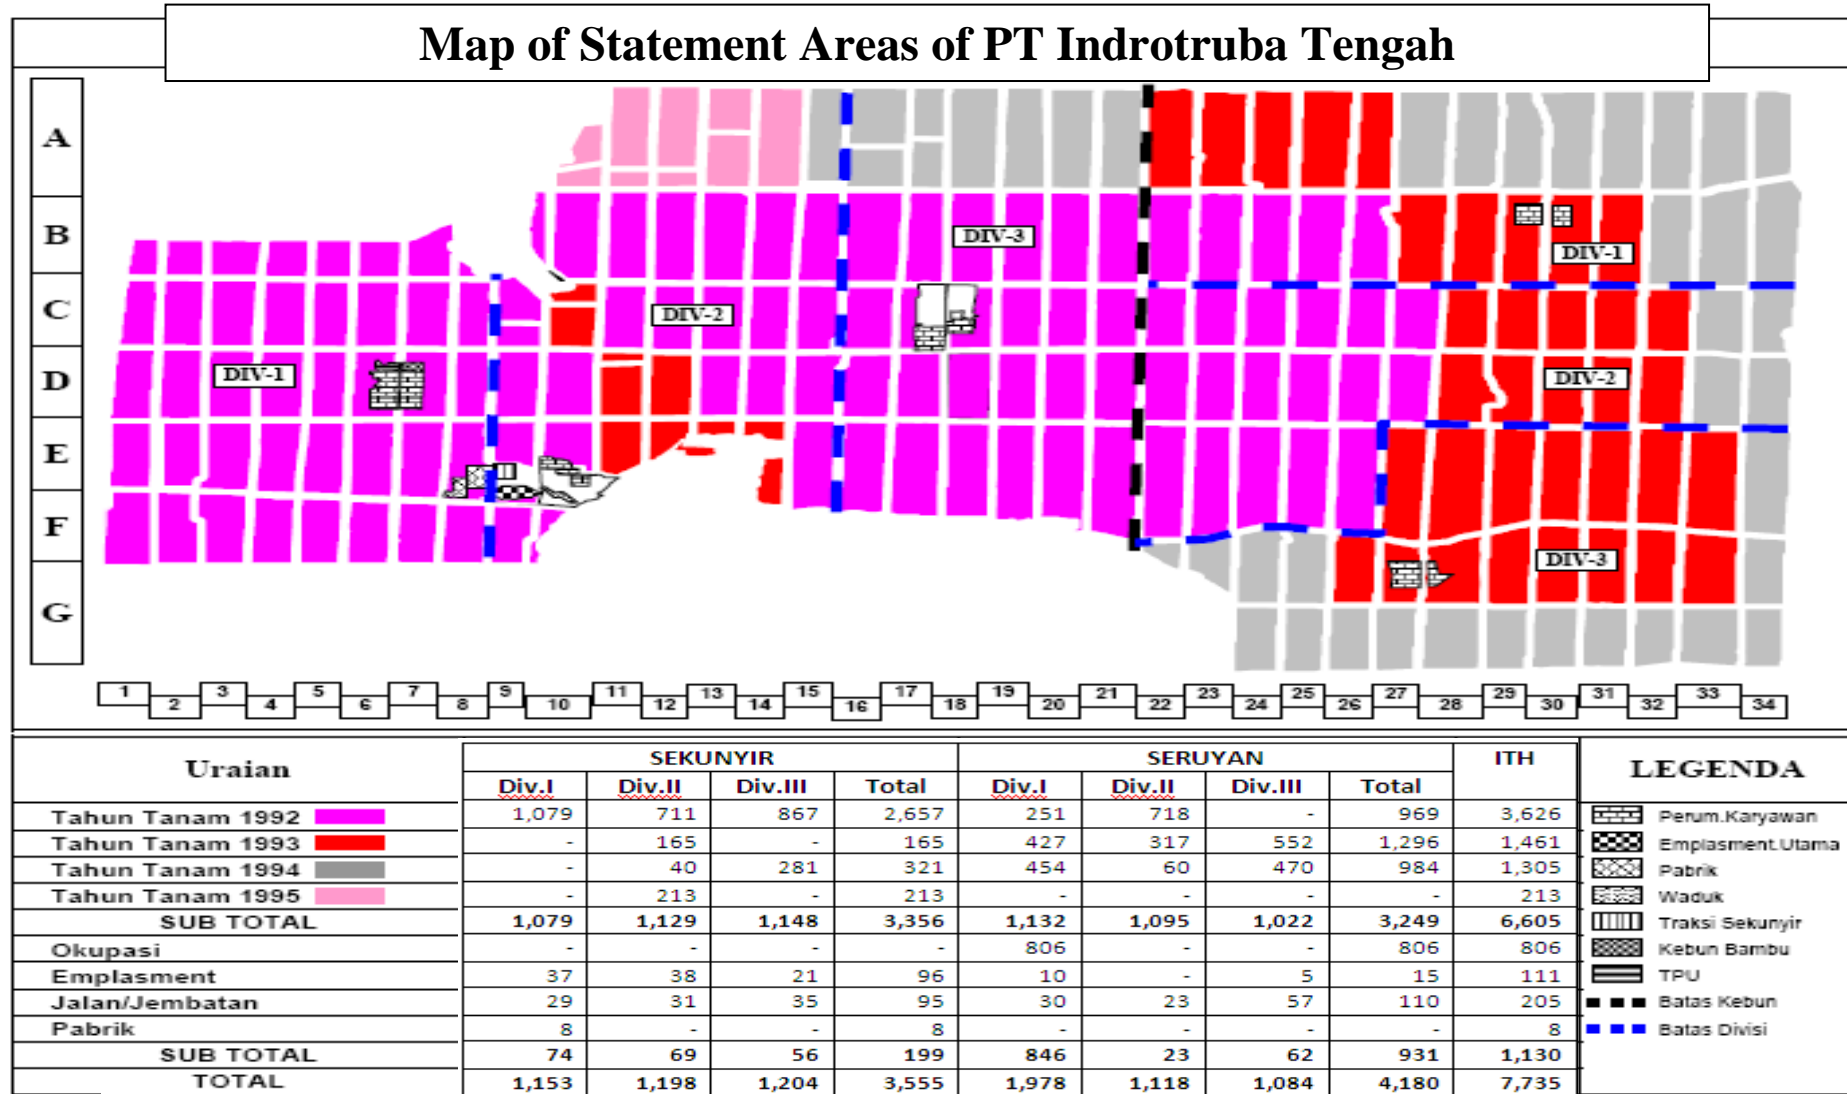 Map of Statement Areas of PT Indrotruba Tengah
A
B
C
D
E
F
G
DIV-3
DIV-1
DIV-2
DIV-1
DIV-2
DIV-3
1 2 3 4 5 6 7 8 9 10 11 12 13 14 15 16 17 18 19 20 21 22 23 24 25 26 27 28 29 30 31 32 33 34
Uraian SEKUNYIR SERUYAN ITH
Div.I Div.II Div.III Total Div.I Div.II Div.III Total
Tahun Tanam 1992 1,079 711 867 2,657 251 718 - 969 3,626
Tahun Tanam 1993 - 165 - 165 427 317 552 1,296 1,461
Tahun Tanam 1994 - 40 281 321 454 60 470 984 1,305
Tahun Tanam 1995 - 213 - 213 - - - - 213
SUB TOTAL 1,079 1,129 1,148 3,356 1,132 1,095 1,022 3,249 6,605
Okupasi - - - - 806 - - 806 806
Emplasment 37 38 21 96 10 - 5 15 111
Jalan/Jembatan 29 31 35 95 30 23 57 110 205
Pabrik 8 - - 8 - - - - 8
SUB TOTAL 74 69 56 199 846 23 62 931 1,130
TOTAL 1,153 1,198 1,204 3,555 1,978 1,118 1,084 4,180 7,735
LEGENDA
Perum.Karyawan
Emplasment.Utama
Pabrik
Waduk
Traksi Sekunyir
Kebun Bambu
TPU
Batas Kebun
Batas Divisi